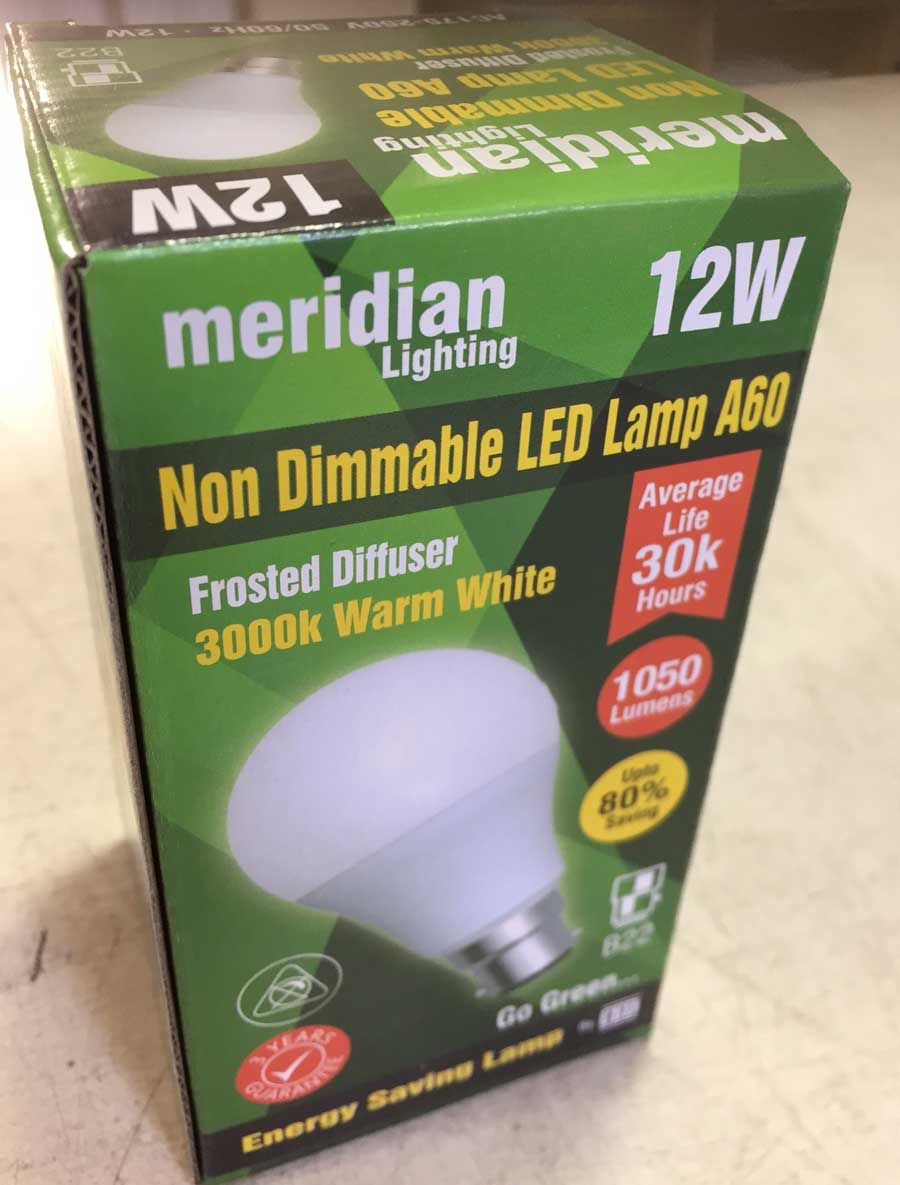 AC175-250V 50/60Hz · 12W
B22
Frosted Diffuser
3000k Warm White
Non Dimmable
LED Lamp A60
meridian
Lighting
12W
meridian
Lighting
12W
Non Dimmable LED Lamp A60
Frosted Diffuser
3000k Warm White
Average
Life
30k
Hours
1050
Lumens
Upto
80%
Saving
B22
Go Green...
By
3 YEARS
GUARANTEE
Energy Saving Lamp